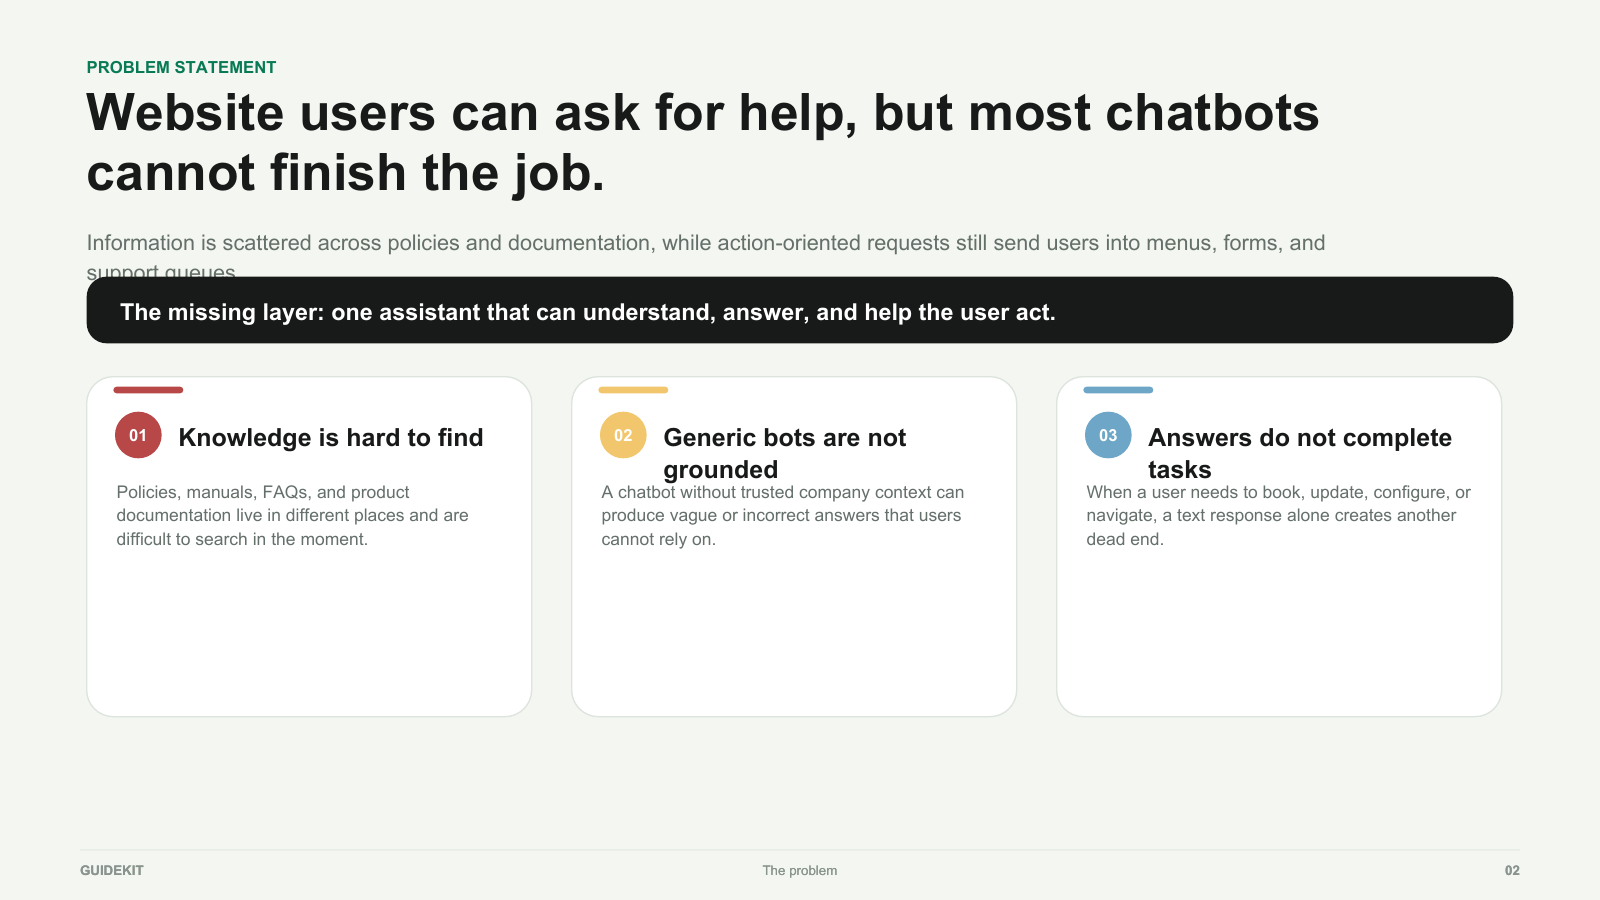 PROBLEM STATEMENT
Website users can ask for help, but most chatbots
cannot finish the job.
Information is scattered across policies and documentation, while action-oriented requests still send users into menus, forms, and
support queues.
The missing layer: one assistant that can understand, answer, and help the user act.
01
Knowledge is hard to find
Policies, manuals, FAQs, and product
documentation live in different places and are
difficult to search in the moment.
02
Generic bots are not
grounded
A chatbot without trusted company context can
produce vague or incorrect answers that users
cannot rely on.
03
Answers do not complete
tasks
When a user needs to book, update, configure, or
navigate, a text response alone creates another
dead end.
GUIDEKIT
The problem
02